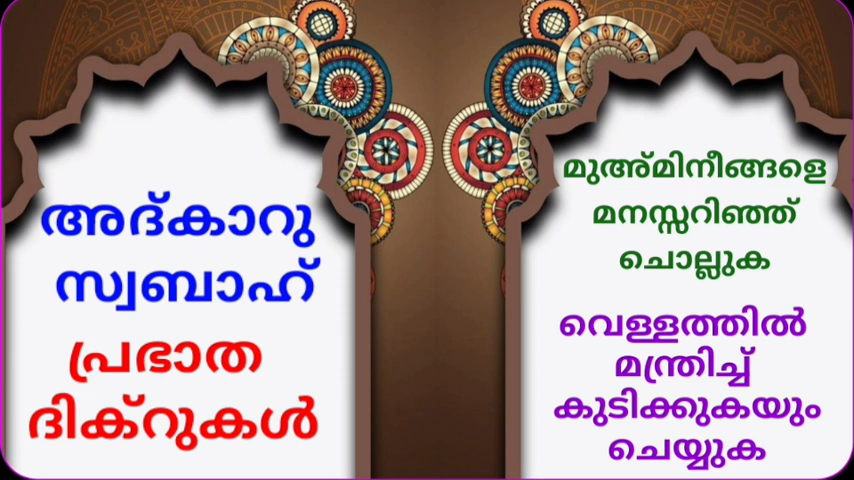 അദ്കാറു
സ്വബാഹ്
പ്രഭാത
ദിക്റുകൾ
മുഅ്മിനീങ്ങളെ
മനസ്സറിഞ്ഞ്
ചൊല്ലുക
വെള്ളത്തിൽ
മന്ത്രിച്ച്
കുടിക്കുകയും
ചെയ്യുക